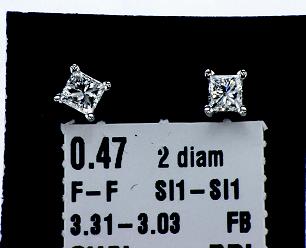 0.47 2 diam
F-F SI1-SI1
3.31-3.03 FB